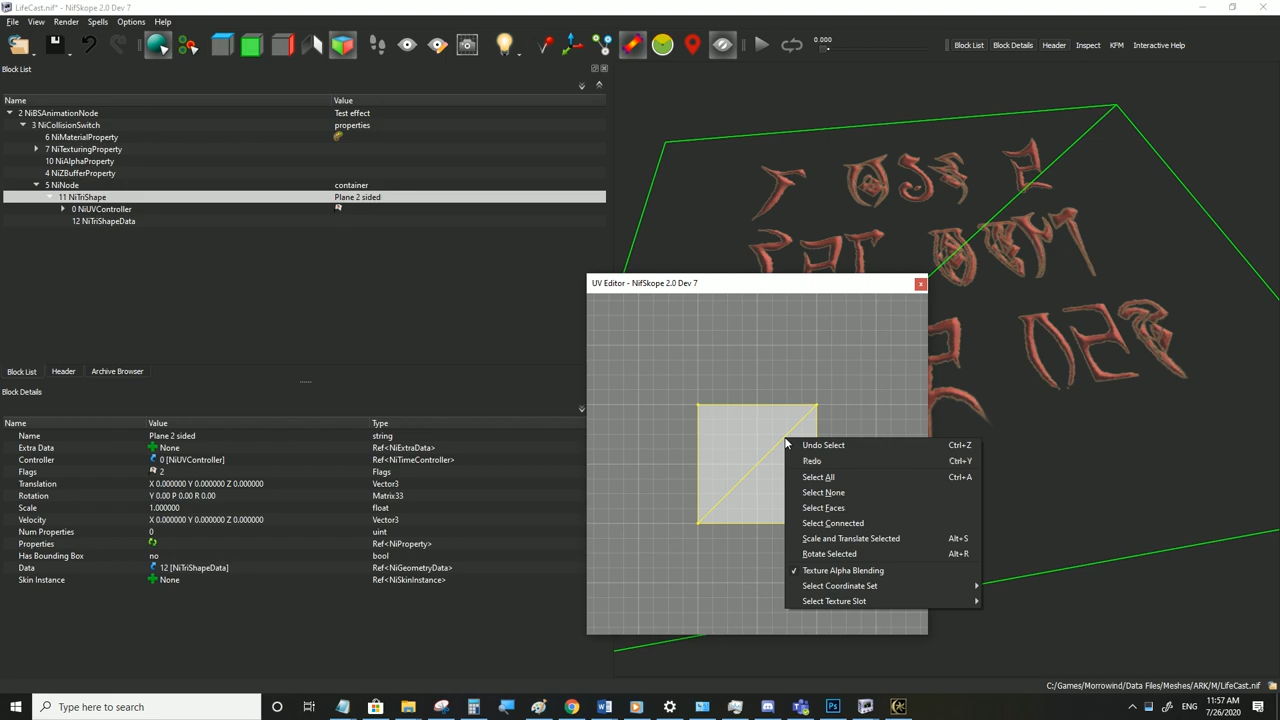 LifeCast.nif* - NifSkope 2.0 Dev 7
File View Render Spells Options Help
0.000
Block List Block Details Header Inspect KFM Interactive Help
Block List
Name Value
2 NiBSAnimationNode Test effect
3 NiCollisionSwitch properties
6 NiMaterialProperty
7 NiTexturingProperty
10 NiAlphaProperty
4 NiZBufferProperty
5 NiNode container
11 NiTriShape Plane 2 sided
0 NiUVController
12 NiTriShapeData
Block List Header Archive Browser
Block Details
Name Value Type
Name Plane 2 sided string
Extra Data None Ref<NiExtraData>
Controller 0 [NiUVController] Ref<NiTimeController>
Flags 2 Flags
Translation X 0.000000 Y 0.000000 Z 0.000000 Vector3
Rotation Y 0.00 P 0.00 R 0.00 Matrix33
Scale 1.000000 float
Velocity X 0.000000 Y 0.000000 Z 0.000000 Vector3
Num Properties 0 uint
Properties Ref<NiProperty>
Has Bounding Box no bool
Data 12 [NiTriShapeData] Ref<NiGeometryData>
Skin Instance None Ref<NiSkinInstance>
UV Editor - NifSkope 2.0 Dev 7
Undo Select Ctrl+Z
Redo Ctrl+Y
Select All Ctrl+A
Select None
Select Faces
Select Connected
Scale and Translate Selected Alt+S
Rotate Selected Alt+R
Texture Alpha Blending
Select Coordinate Set
Select Texture Slot
C:/Games/Morrowind/Data Files/Meshes/ARK/M/LifeCast.nif
Type here to search
ENG
11:57 AM
7/26/2020